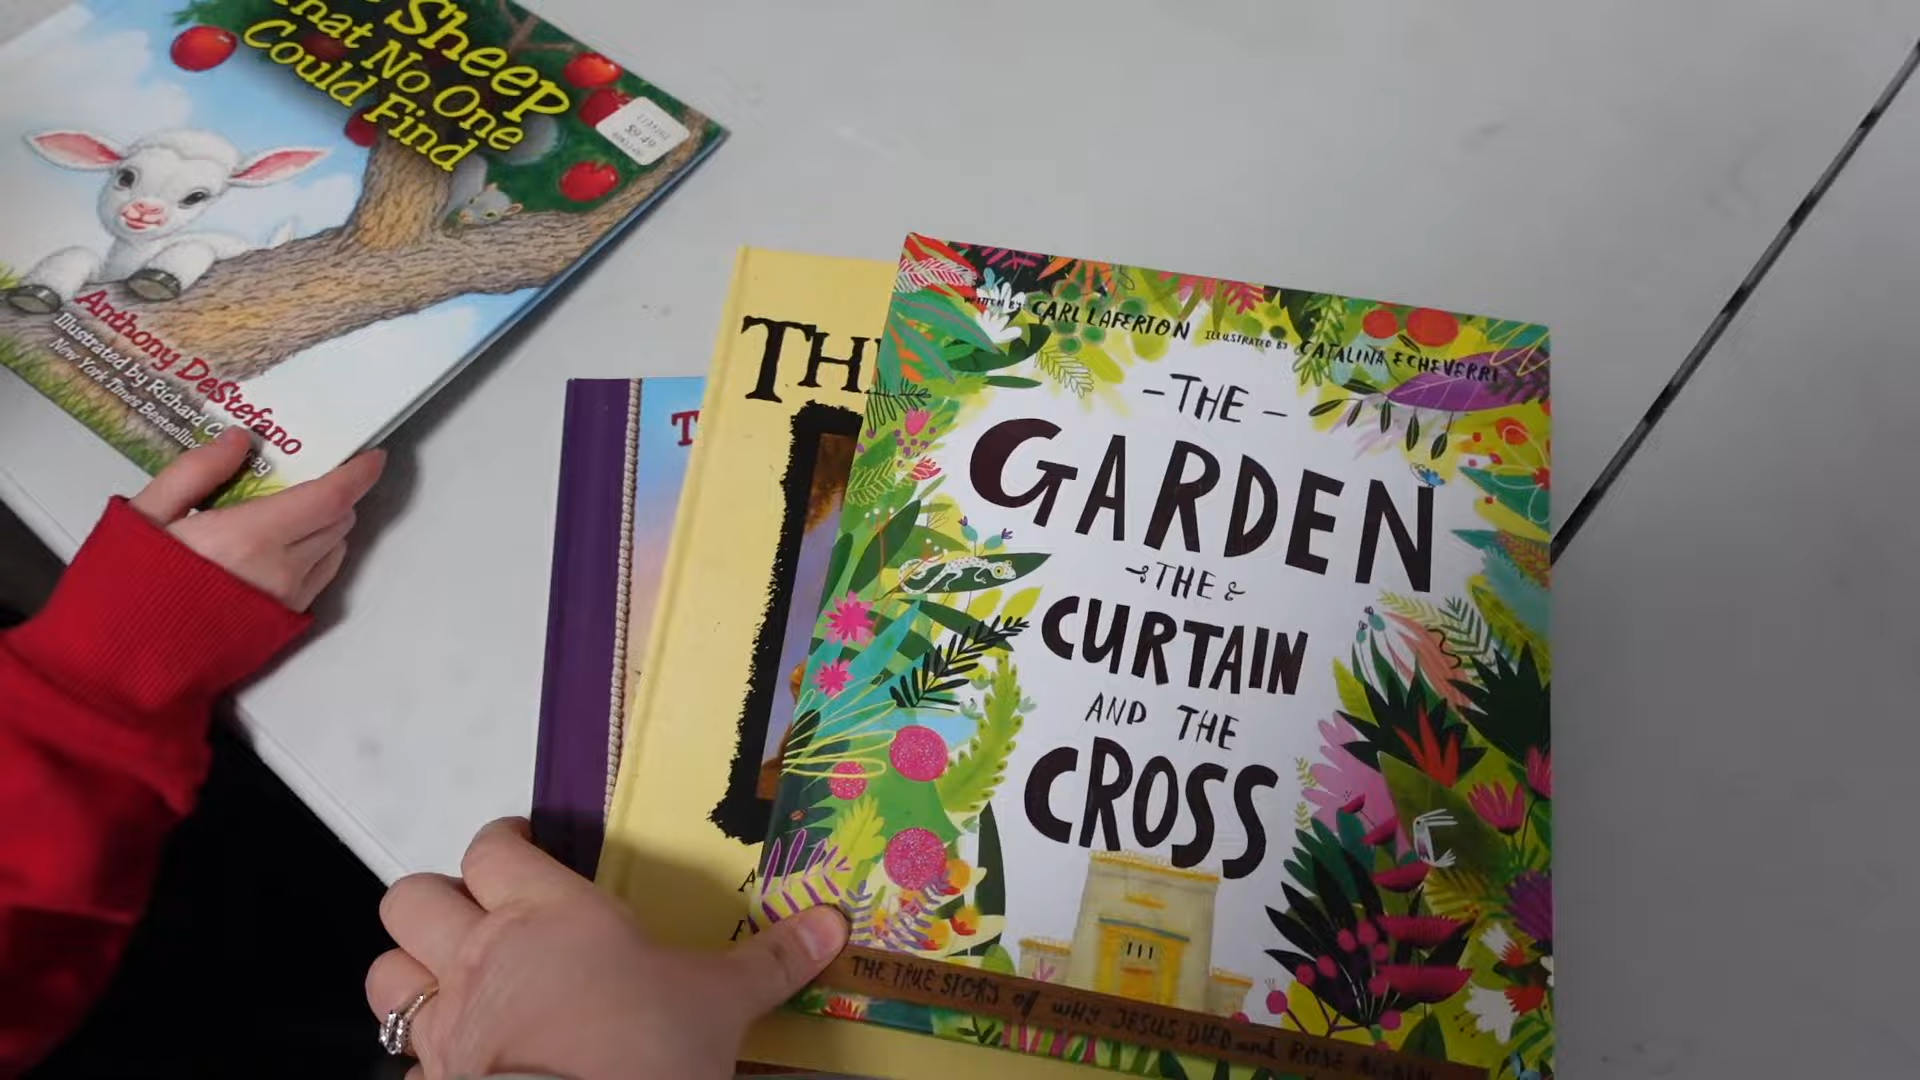 Sheep
That No One
Could Find
$9.49
Anthony DeStefano
Illustrated by Richard
New York Times Bestselling
T
TH
WRITTEN BY CARL LAFERTON ILLUSTRATED BY CATALINA ECHEVERRI
-THE-
GARDEN
THE
CURTAIN
AND THE
CROSS
THE TRUE STORY of WHY JESUS DIED and ROSE AGAIN